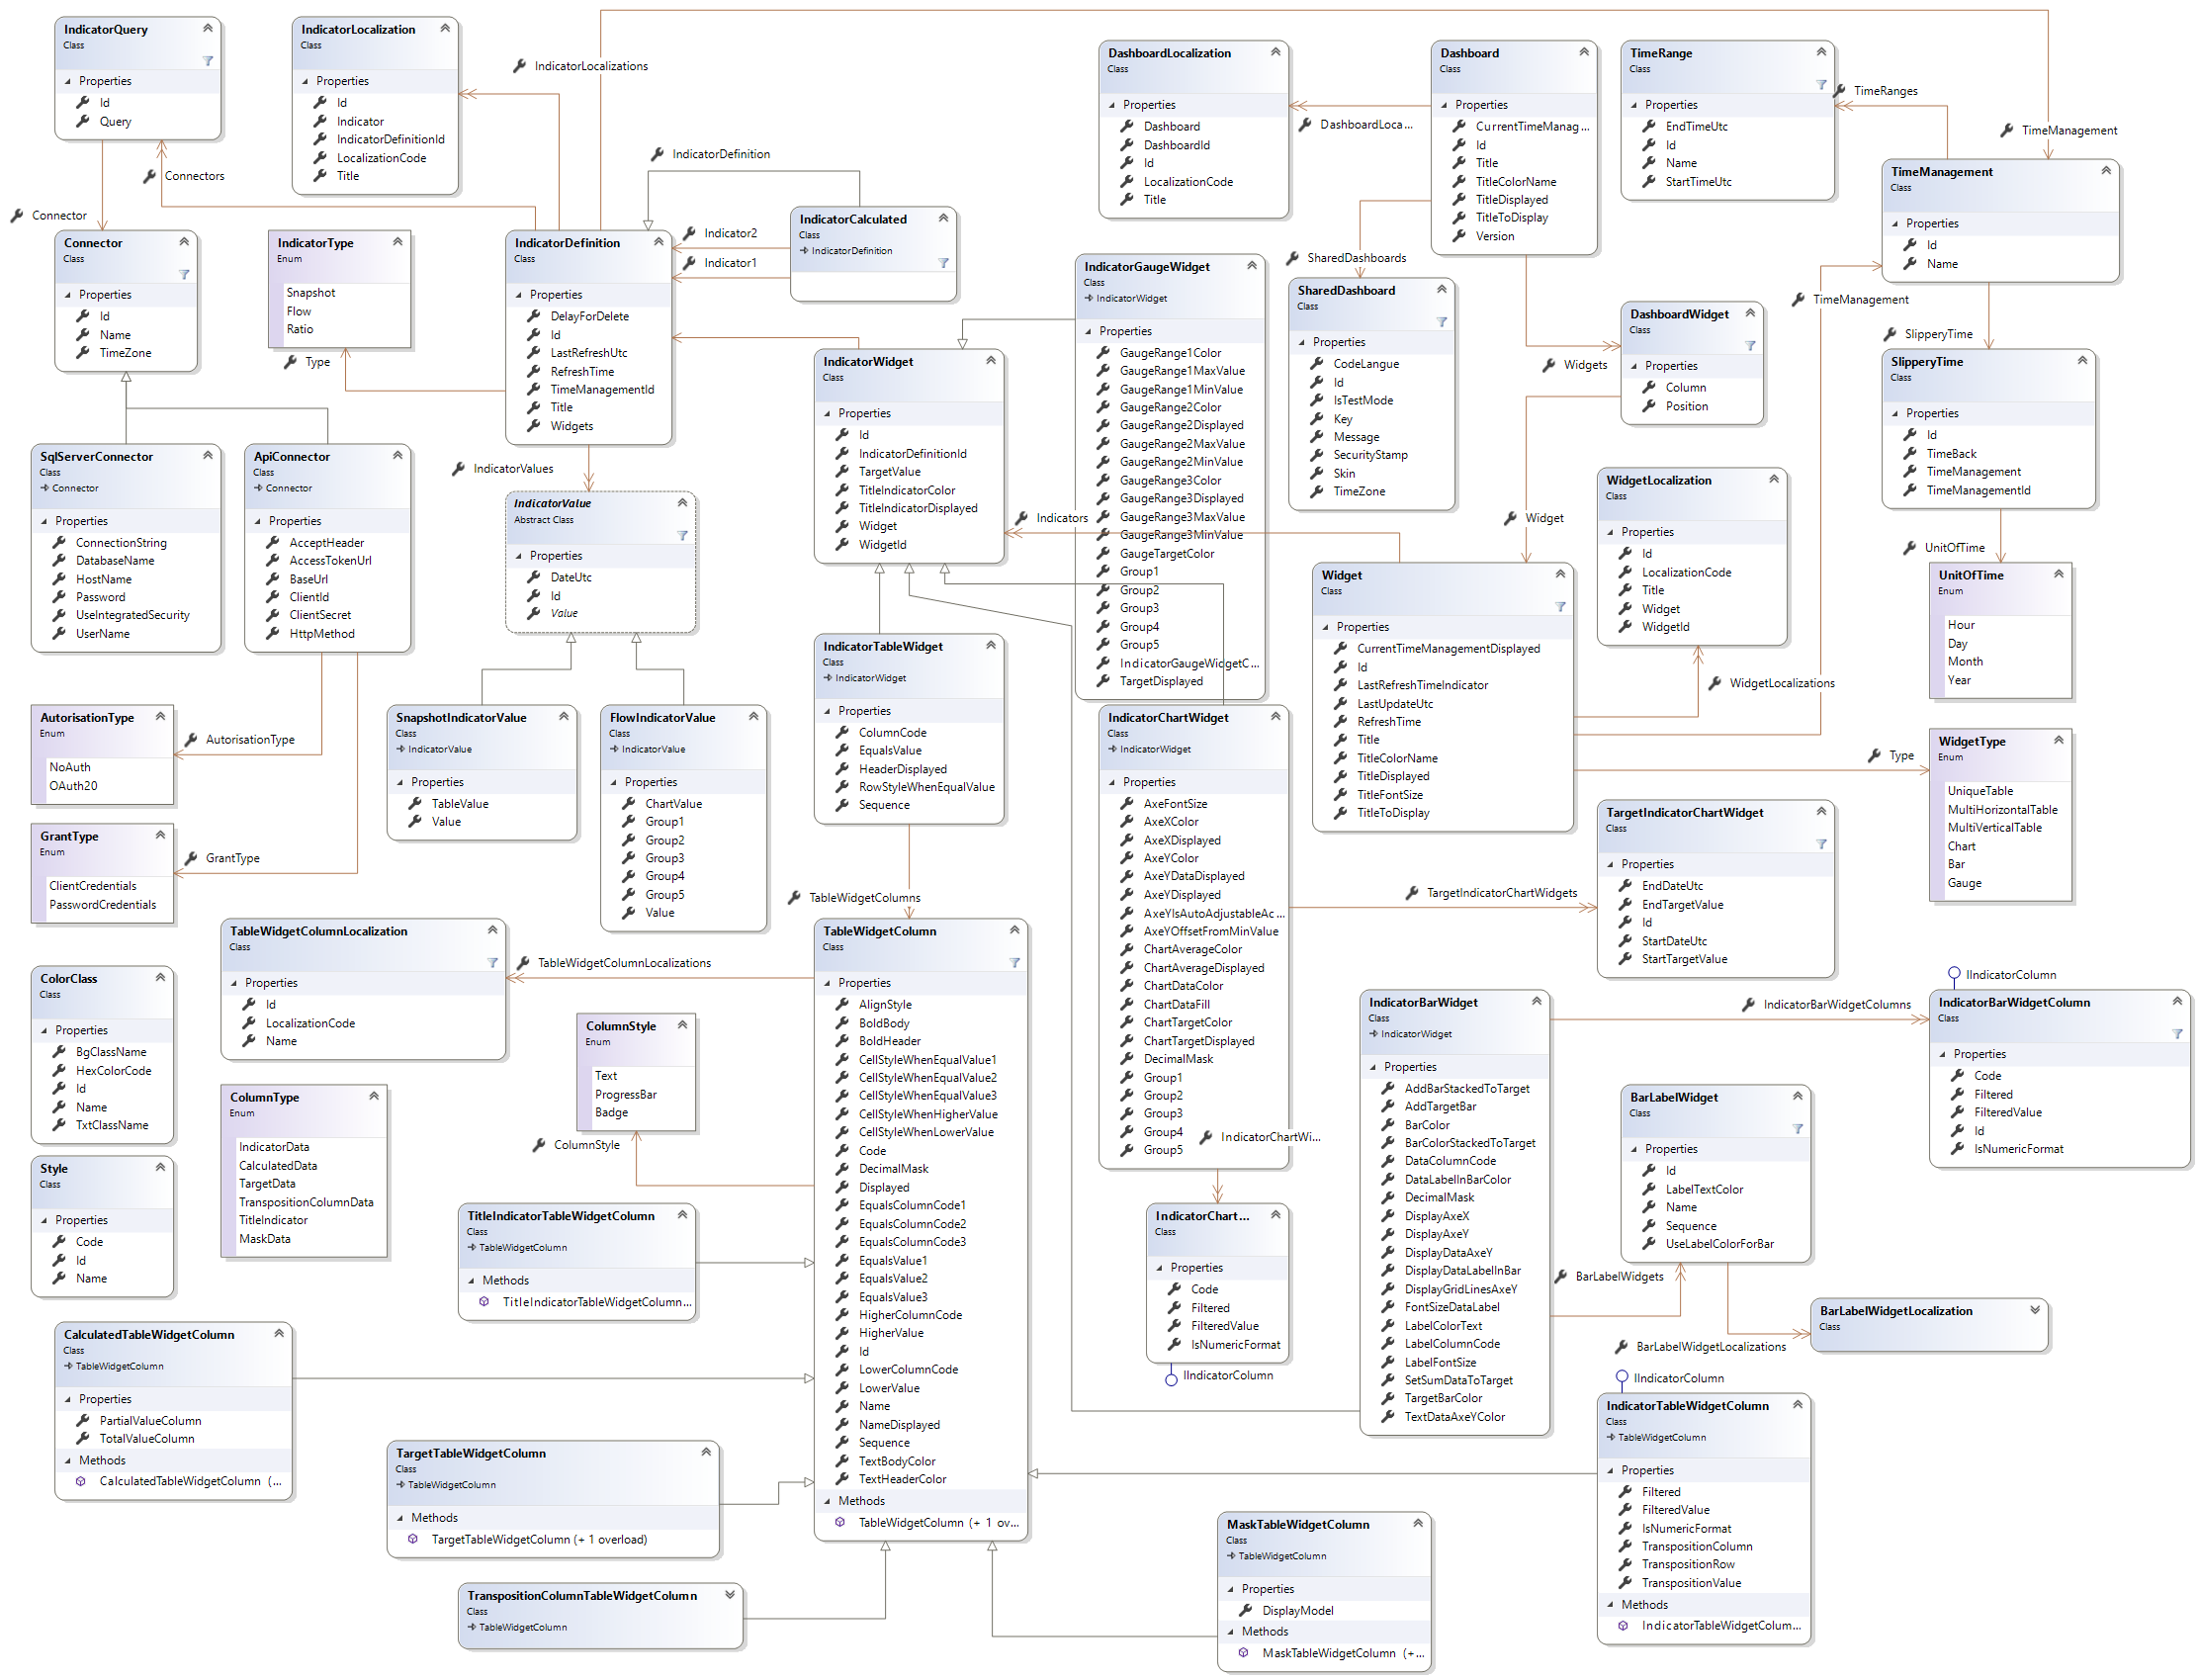 IndicatorQuery
Class
Properties
Id
Query
IndicatorLocalization
Class
Properties
Id
Indicator
IndicatorDefinitionId
LocalizationCode
Title
IndicatorLocalizations
Connectors
Connector
IndicatorDefinition
DashboardLocalization
Class
Properties
Dashboard
DashboardId
Id
LocalizationCode
Title
DashboardLoca...
Dashboard
Class
Properties
CurrentTimeManag...
Id
Title
TitleColorName
TitleDisplayed
TitleToDisplay
Version
TimeRange
Class
Properties
EndTimeUtc
Id
Name
StartTimeUtc
TimeRanges
TimeManagement
TimeManagement
Class
Properties
Id
Name
Connector
Class
Properties
Id
Name
TimeZone
IndicatorType
Enum
Snapshot
Flow
Ratio
Type
IndicatorDefinition
Class
Properties
DelayForDelete
Id
LastRefreshUtc
RefreshTime
TimeManagementId
Title
Widgets
Indicator2
Indicator1
IndicatorCalculated
Class
IndicatorDefinition
IndicatorGaugeWidget
Class
IndicatorWidget
Properties
GaugeRange1Color
GaugeRange1MaxValue
GaugeRange1MinValue
GaugeRange2Color
GaugeRange2Displayed
GaugeRange2MaxValue
GaugeRange2MinValue
GaugeRange3Color
GaugeRange3Displayed
GaugeRange3MaxValue
GaugeRange3MinValue
GaugeTargetColor
Group1
Group2
Group3
Group4
Group5
IndicatorGaugeWidgetC...
TargetDisplayed
SharedDashboards
SharedDashboard
Class
Properties
CodeLangue
Id
IsTestMode
Key
Message
SecurityStamp
Skin
TimeZone
Widgets
DashboardWidget
Class
Properties
Column
Position
TimeManagement
SlipperyTime
SlipperyTime
Class
Properties
Id
TimeBack
TimeManagement
TimeManagementId
UnitOfTime
UnitOfTime
Enum
Hour
Day
Month
Year
IndicatorWidget
Class
Properties
Id
IndicatorDefinitionId
TargetValue
TitleIndicatorColor
TitleIndicatorDisplayed
Widget
WidgetId
Indicators
Widget
WidgetLocalization
Class
Properties
Id
LocalizationCode
Title
Widget
WidgetId
WidgetLocalizations
SqlServerConnector
Class
Connector
Properties
ConnectionString
DatabaseName
HostName
Password
UseIntegratedSecurity
UserName
ApiConnector
Class
Connector
Properties
AcceptHeader
AccessTokenUrl
BaseUrl
ClientId
ClientSecret
HttpMethod
IndicatorValues
IndicatorValue
Abstract Class
Properties
DateUtc
Id
Value
Widget
Class
Properties
CurrentTimeManagementDisplayed
Id
LastRefreshTimeIndicator
LastUpdateUtc
RefreshTime
Title
TitleColorName
TitleDisplayed
TitleFontSize
TitleToDisplay
Type
WidgetType
Enum
UniqueTable
MultiHorizontalTable
MultiVerticalTable
Chart
Bar
Gauge
IndicatorTableWidget
Class
IndicatorWidget
Properties
ColumnCode
EqualsValue
HeaderDisplayed
RowStyleWhenEqualValue
Sequence
TableWidgetColumns
AutorisationType
Enum
NoAuth
OAuth20
AutorisationType
GrantType
Enum
ClientCredentials
PasswordCredentials
GrantType
SnapshotIndicatorValue
Class
IndicatorValue
Properties
TableValue
Value
FlowIndicatorValue
Class
IndicatorValue
Properties
ChartValue
Group1
Group2
Group3
Group4
Group5
Value
IndicatorChartWidget
Class
IndicatorWidget
Properties
AxeFontSize
AxeXColor
AxeXDisplayed
AxeYColor
AxeYDataDisplayed
AxeYDisplayed
AxeYIsAutoAdjustableAc...
AxeYOffsetFromMinValue
ChartAverageColor
ChartAverageDisplayed
ChartDataColor
ChartDataFill
ChartTargetColor
ChartTargetDisplayed
DecimalMask
Group1
Group2
Group3
Group4
Group5
IndicatorChartWi...
TargetIndicatorChartWidgets
TargetIndicatorChartWidget
Class
Properties
EndDateUtc
EndTargetValue
Id
StartDateUtc
StartTargetValue
TableWidgetColumnLocalization
Class
Properties
Id
LocalizationCode
Name
TableWidgetColumnLocalizations
ColorClass
Class
Properties
BgClassName
HexColorCode
Id
Name
TxtClassName
Style
Class
Properties
Code
Id
Name
ColumnType
Enum
IndicatorData
CalculatedData
TargetData
TranspositionColumnData
TitleIndicator
MaskData
ColumnStyle
Enum
Text
ProgressBar
Badge
ColumnStyle
TableWidgetColumn
Class
Properties
AlignStyle
BoldBody
BoldHeader
CellStyleWhenEqualValue1
CellStyleWhenEqualValue2
CellStyleWhenEqualValue3
CellStyleWhenHigherValue
CellStyleWhenLowerValue
Code
DecimalMask
Displayed
EqualsColumnCode1
EqualsColumnCode2
EqualsColumnCode3
EqualsValue1
EqualsValue2
EqualsValue3
HigherColumnCode
HigherValue
Id
LowerColumnCode
LowerValue
Name
NameDisplayed
Sequence
TextBodyColor
TextHeaderColor
Methods
TableWidgetColumn (+ 1 ov...
IndicatorBarWidget
Class
IndicatorWidget
Properties
AddBarStackedToTarget
AddTargetBar
BarColor
BarColorStackedToTarget
DataColumnCode
DataLabelInBarColor
DecimalMask
DisplayAxeX
DisplayAxeY
DisplayDataAxeY
DisplayDataLabelInBar
DisplayGridLinesAxeY
FontSizeDataLabel
LabelColorText
LabelColumnCode
LabelFontSize
SetSumDataToTarget
TargetBarColor
TextDataAxeYColor
IndicatorBarWidgetColumns
IIndicatorColumn
IndicatorBarWidgetColumn
Class
Properties
Code
Filtered
FilteredValue
Id
IsNumericFormat
BarLabelWidget
Class
Properties
Id
LabelTextColor
Name
Sequence
UseLabelColorForBar
BarLabelWidgets
BarLabelWidgetLocalization
Class
BarLabelWidgetLocalizations
IndicatorChart...
Class
Properties
Code
Filtered
FilteredValue
IsNumericFormat
IIndicatorColumn
TitleIndicatorTableWidgetColumn
Class
TableWidgetColumn
Methods
TitleIndicatorTableWidgetColumn...
CalculatedTableWidgetColumn
Class
TableWidgetColumn
Properties
PartialValueColumn
TotalValueColumn
Methods
CalculatedTableWidgetColumn (...
TargetTableWidgetColumn
Class
TableWidgetColumn
Methods
TargetTableWidgetColumn (+ 1 overload)
TranspositionColumnTableWidgetColumn
Class
TableWidgetColumn
MaskTableWidgetColumn
Class
TableWidgetColumn
Properties
DisplayModel
Methods
MaskTableWidgetColumn (+...
IIndicatorColumn
IndicatorTableWidgetColumn
Class
TableWidgetColumn
Properties
Filtered
FilteredValue
IsNumericFormat
TranspositionColumn
TranspositionRow
TranspositionValue
Methods
IndicatorTableWidgetColum...